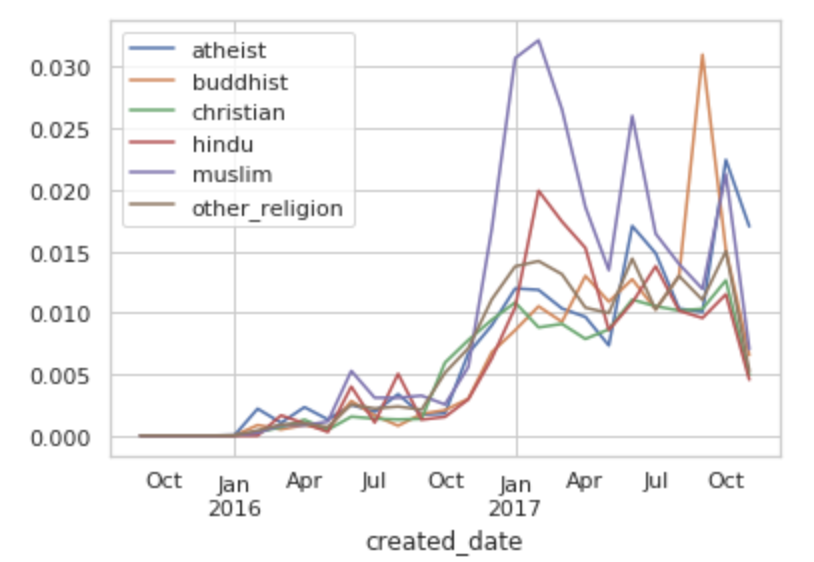 atheist
buddhist
christian
hindu
muslim
other_religion
0.030
0.025
0.020
0.015
0.010
0.005
0.000
Oct Jan Apr Jul Oct Jan Apr Jul Oct
2016 2017
created_date